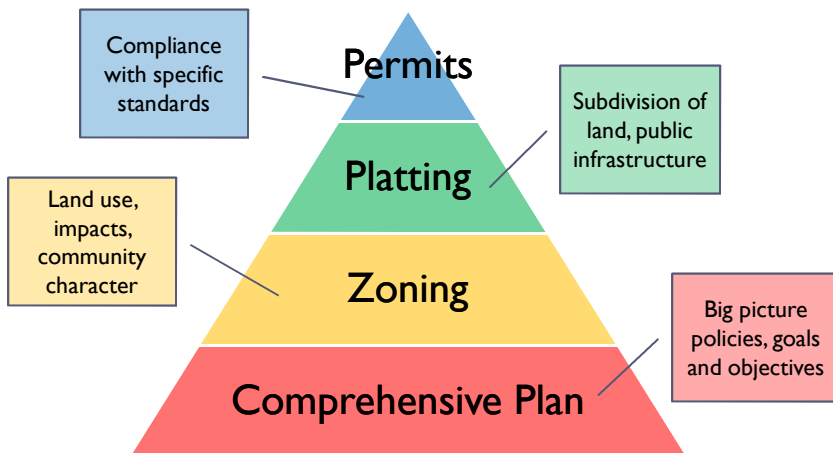 Compliance
with specific
standards
Permits
Subdivision of
land, public
infrastructure
Platting
Land use,
impacts,
community
character
Zoning
Big picture
policies, goals
and objectives
Comprehensive Plan